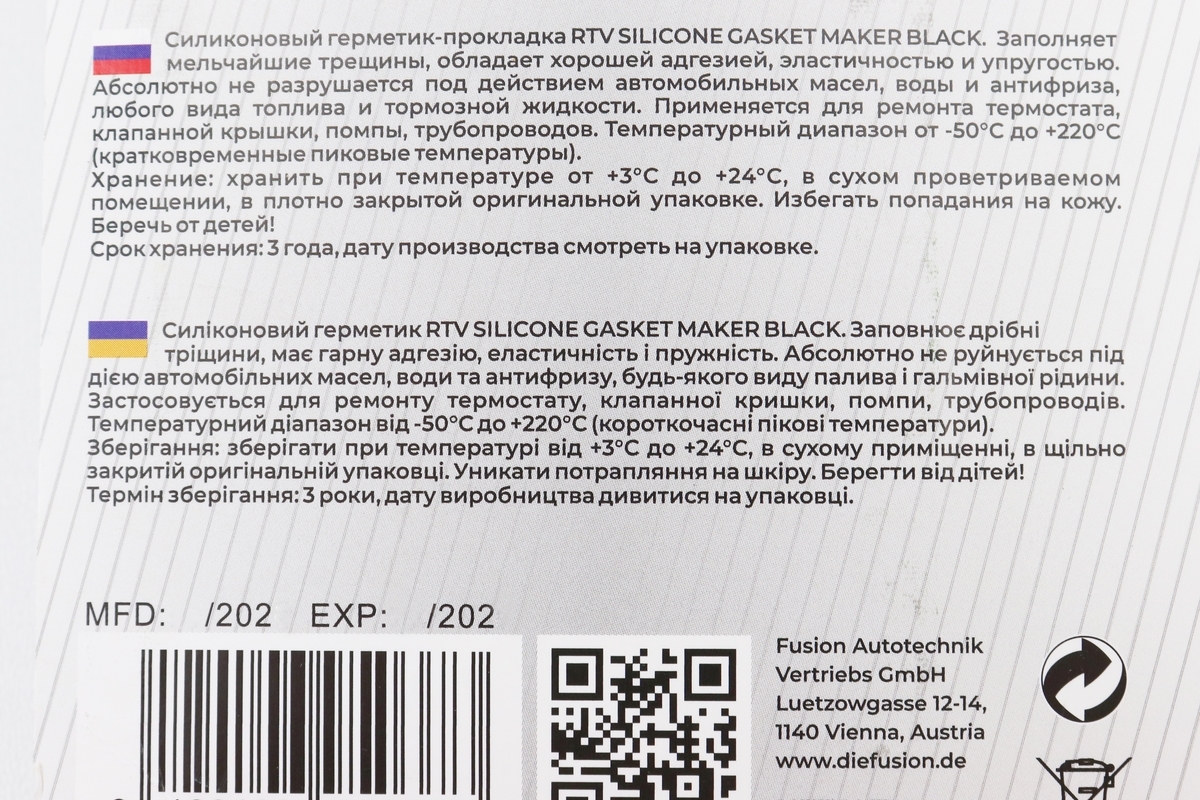 Силиконовый герметик-прокладка RTV SILICONE GASKET MAKER BLACK. Заполняет
мельчайшие трещины, обладает хорошей адгезией, эластичностью и упругостью.
Абсолютно не разрушается под действием автомобильных масел, воды и антифриза,
любого вида топлива и тормозной жидкости. Применяется для ремонта термостата,
клапанной крышки, помпы, трубопроводов. Температурный диапазон от -50°C до +220°C
(кратковременные пиковые температуры).
Хранение: хранить при температуре от +3°C до +24°C, в сухом проветриваемом
помещении, в плотно закрытой оригинальной упаковке. Избегать попадания на кожу.
Беречь от детей!
Срок хранения: 3 года, дату производства смотреть на упаковке.
Силіконовий герметик RTV SILICONE GASKET MAKER BLACK. Заповнює дрібні
тріщини, має гарну адгезію, еластичність і пружність. Абсолютно не руйнується під
дією автомобільних масел, води та антифризу, будь-якого виду палива і гальмівної рідини.
Застосовується для ремонту термостату, клапанної кришки, помпи, трубопроводів.
Температурний діапазон від -50°C до +220°C (короткочасні пікові температури).
Зберігання: зберігати при температурі від +3°C до +24°C, в сухому приміщенні, в щільно
закритій оригінальній упаковці. Уникати потрапляння на шкіру. Берегти від дітей!
Термін зберігання: 3 роки, дату виробництва дивитися на упаковці.
MFD: /202 EXP: /202
Fusion Autotechnik
Vertriebs GmbH
Luetzowgasse 12-14,
1140 Vienna, Austria
www.diefusion.de